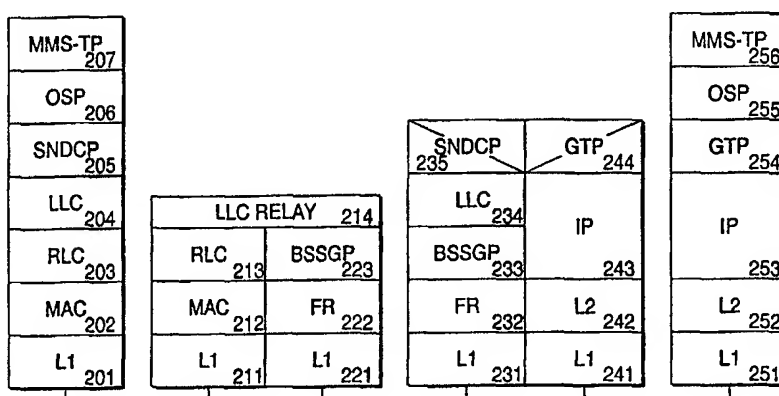 MMS-TP 207
OSP 206
SNDCP 205
LLC 204
RLC 203
MAC 202
L1 201
LLC RELAY 214
RLC 213
BSSGP 223
MAC 212
FR 222
L1 211
L1 221
SNDCP 235
GTP 244
LLC 234
IP 243
BSSGP 233
FR 232
L2 242
L1 231
L1 241
MMS-TP 256
OSP 255
GTP 254
IP 253
L2 252
L1 251